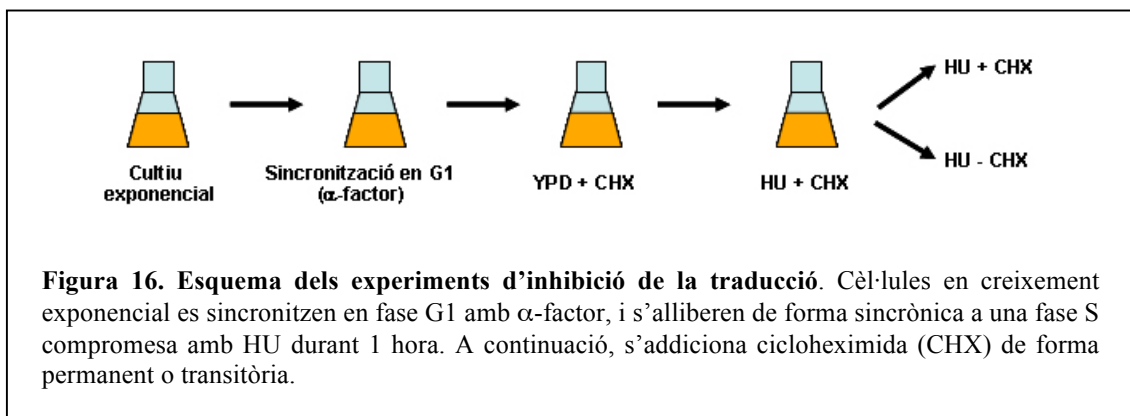 Cultiu
exponencial
Sincronització en G1
(α-factor)
YPD + CHX
HU + CHX
HU + CHX
HU - CHX
Figura 16. Esquema dels experiments d'inhibició de la traducció. Cèl·lules en creixement
exponencial es sincronitzen en fase G1 amb α-factor, i s'alliberen de forma sincrònica a una fase S
compromesa amb HU durant 1 hora. A continuació, s'addiciona cicloheximida (CHX) de forma
permanent o transitòria.